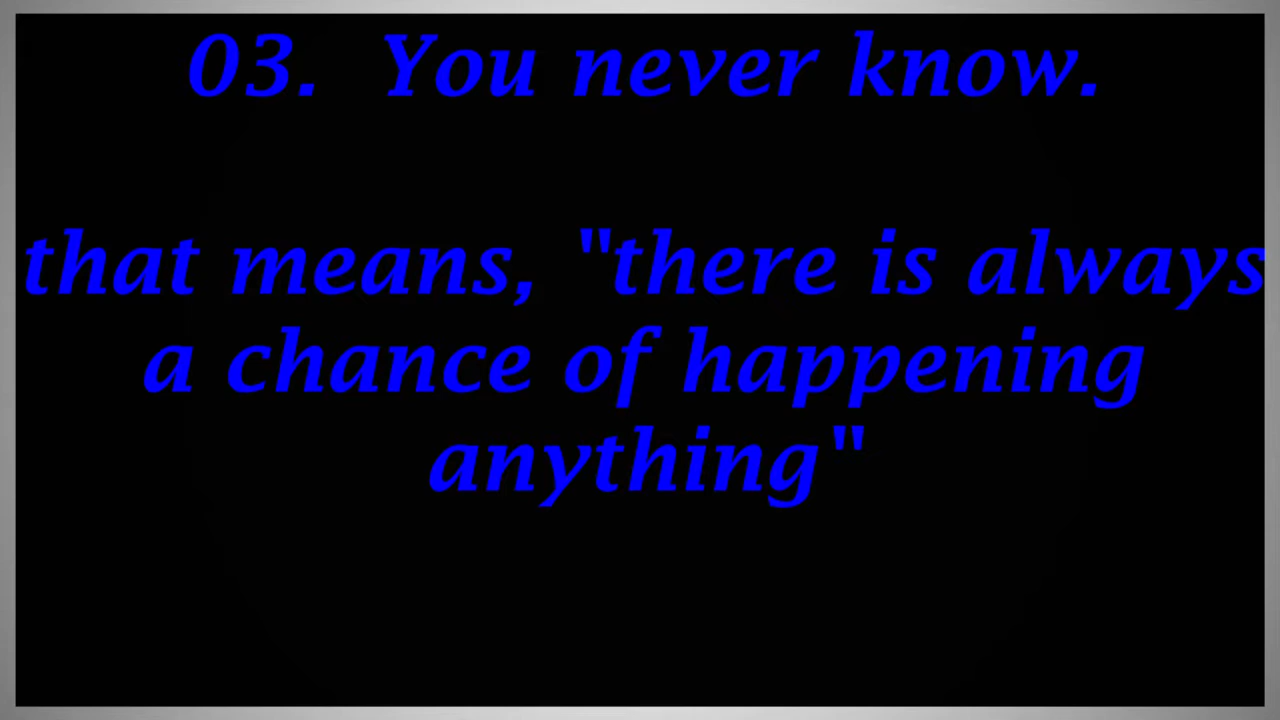 03.  You never know.
that means, "there is always
a chance of happening
anything"